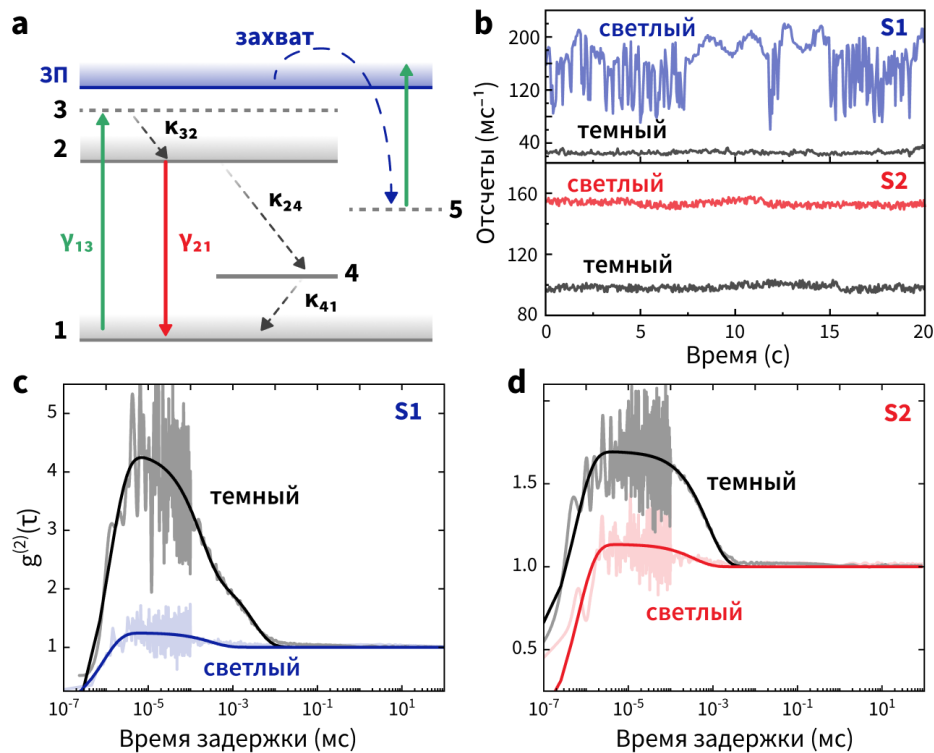 a
захват
ЗП
3
κ₃₂
2
κ₂₄
5
γ₁₃
γ₂₁
4
κ₄₁
1
b
светлый
S1
200
120
темный
40
светлый
S2
160
темный
120
80
0
5
10
15
20
Отсчеты (мс⁻¹)
Время (с)
c
S1
5
4
3
2
1
темный
светлый
g⁽²⁾(τ)
10⁻⁷
10⁻⁵
10⁻³
10⁻¹
10¹
Время задержки (мс)
d
S2
1.5
1.0
0.5
темный
светлый
10⁻⁷
10⁻⁵
10⁻³
10⁻¹
10¹
Время задержки (мс)